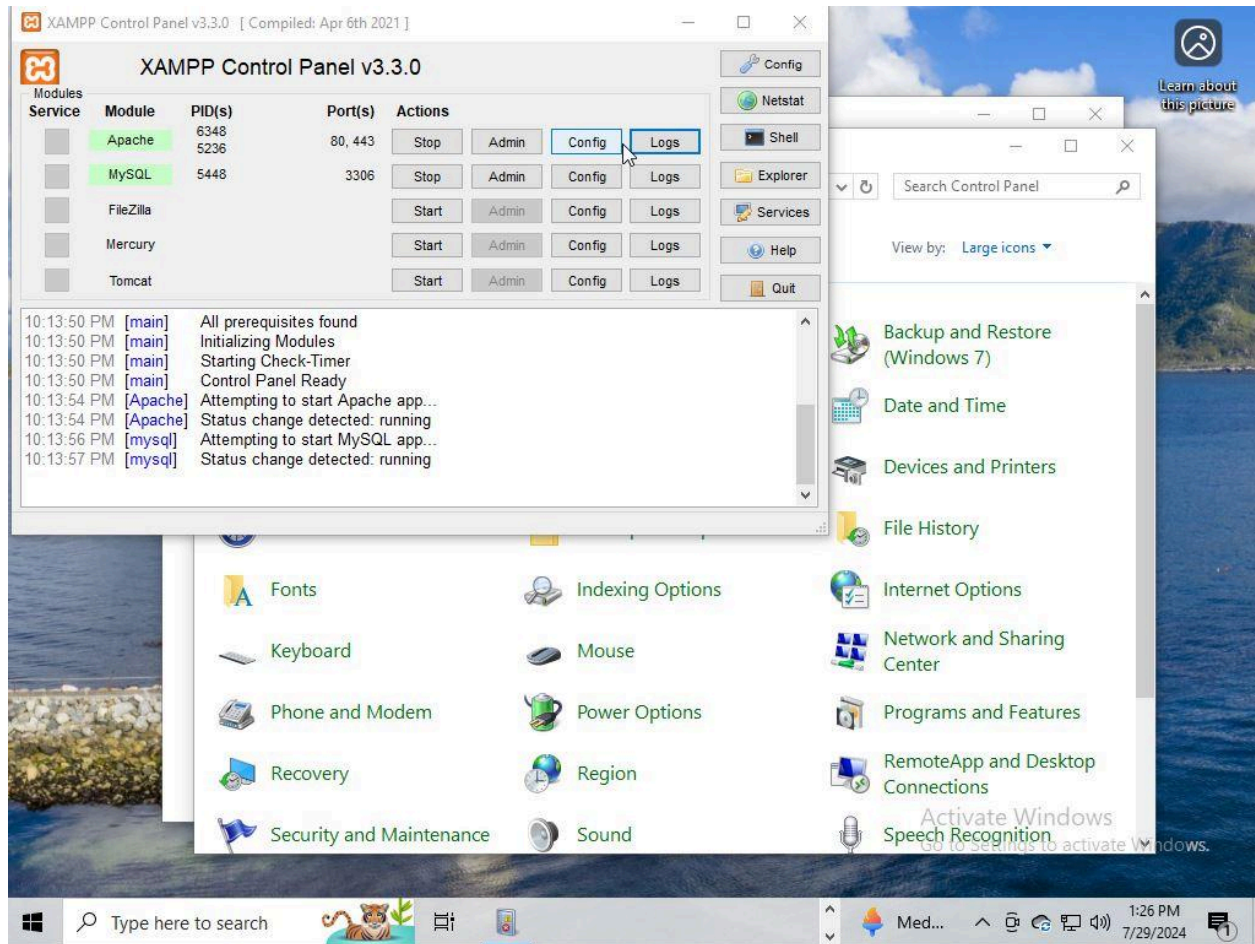 XAMPP Control Panel v3.3.0 [ Compiled: Apr 6th 2021 ]
XAMPP Control Panel v3.3.0
Config
Modules
Service Module PID(s) Port(s) Actions
Netstat
Apache 6348 5236 80, 443 Stop Admin Config Logs
Shell
MySQL 5448 3306 Stop Admin Config Logs
Explorer
FileZilla Start Admin Config Logs
Services
Mercury Start Admin Config Logs
Help
Tomcat Start Admin Config Logs
Quit
10:13:50 PM [main] All prerequisites found
10:13:50 PM [main] Initializing Modules
10:13:50 PM [main] Starting Check-Timer
10:13:50 PM [main] Control Panel Ready
10:13:54 PM [Apache] Attempting to start Apache app...
10:13:54 PM [Apache] Status change detected: running
10:13:56 PM [mysql] Attempting to start MySQL app...
10:13:57 PM [mysql] Status change detected: running
Learn about
this picture
Search Control Panel
View by: Large icons
Backup and Restore
(Windows 7)
Date and Time
Devices and Printers
File History
Fonts
Indexing Options
Internet Options
Keyboard
Mouse
Network and Sharing
Center
Phone and Modem
Power Options
Programs and Features
Recovery
Region
RemoteApp and Desktop
Connections
Security and Maintenance
Sound
Speech Recognition
Activate Windows
Go to Settings to activate Windows.
Type here to search
Med...
1:26 PM
7/29/2024
1